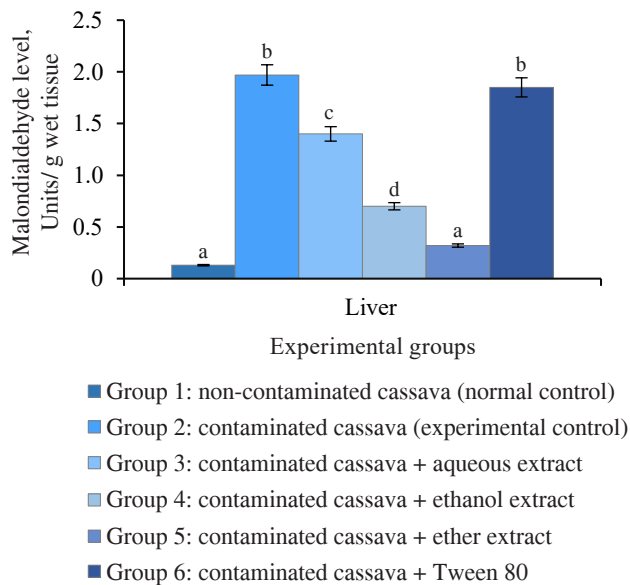 Malondialdehyde level,
Units/ g wet tissue
2.5
2.0
1.5
1.0
0.5
0
a
b
c
d
a
b
Liver
Experimental groups
Group 1: non-contaminated cassava (normal control)
Group 2: contaminated cassava (experimental control)
Group 3: contaminated cassava + aqueous extract
Group 4: contaminated cassava + ethanol extract
Group 5: contaminated cassava + ether extract
Group 6: contaminated cassava + Tween 80